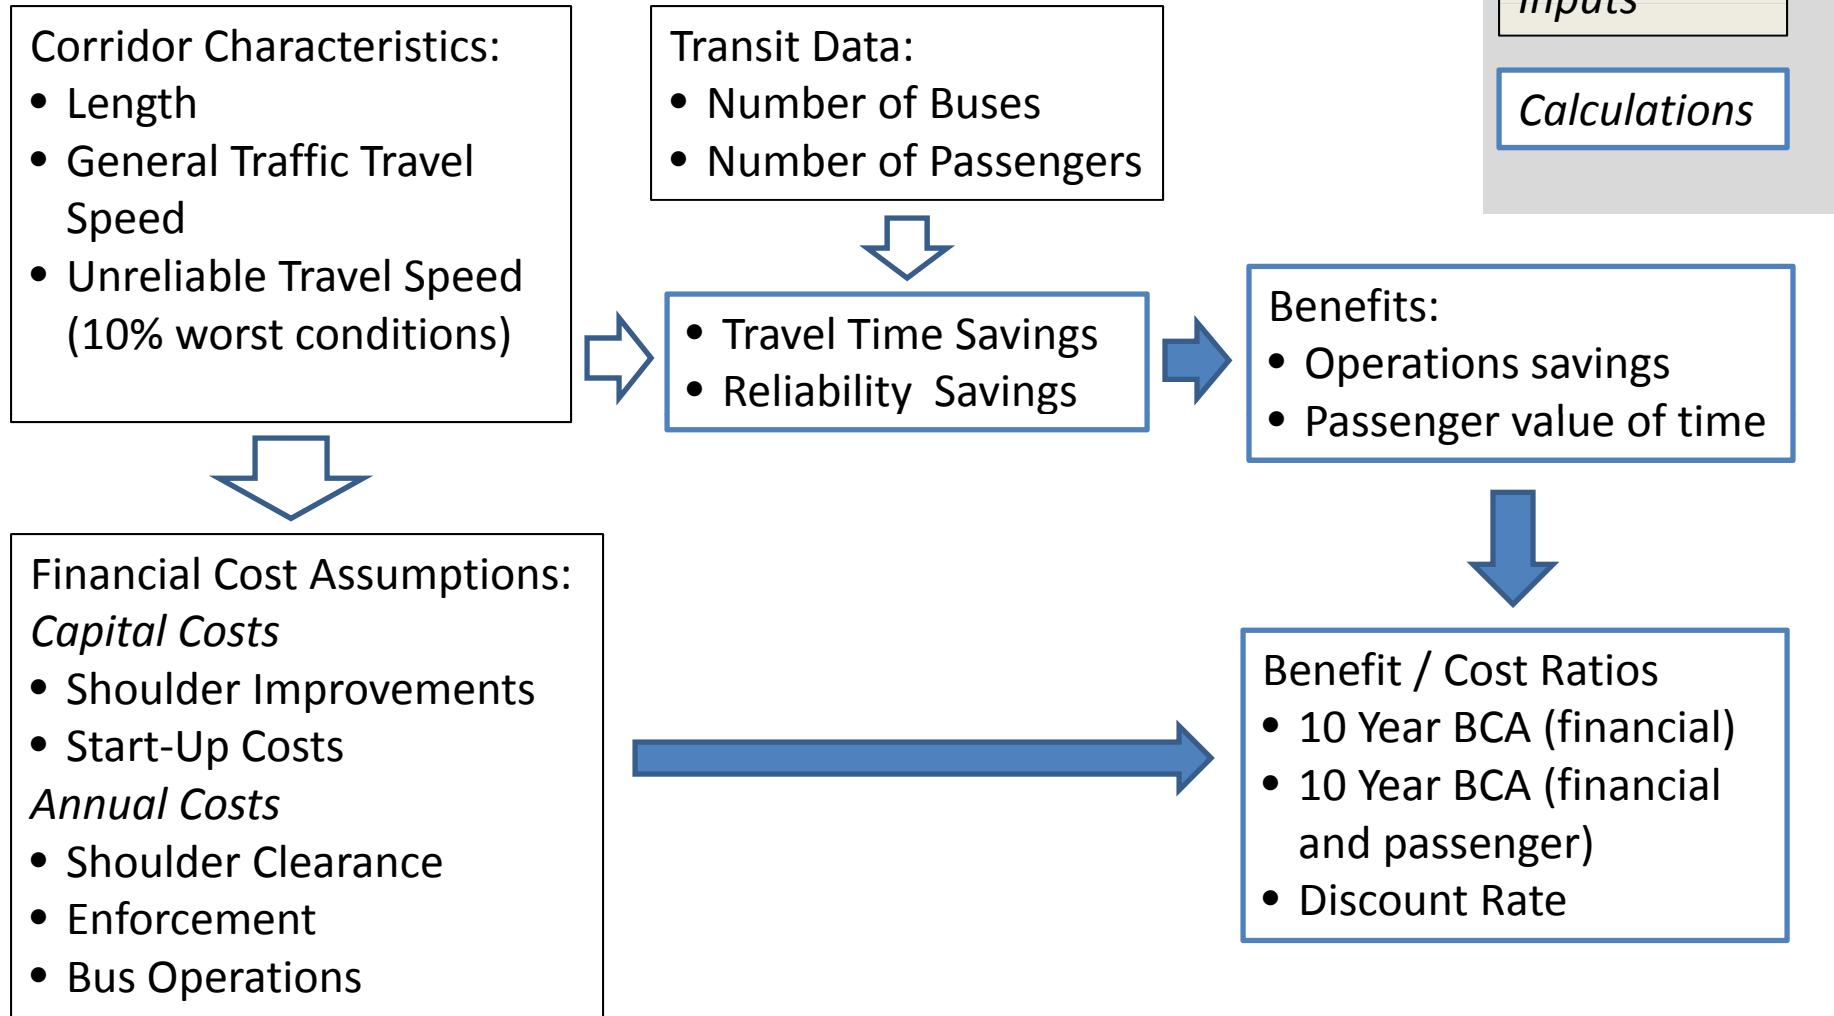 Corridor Characteristics:
• Length
• General Traffic Travel
Speed
• Unreliable Travel Speed
(10% worst conditions)
Transit Data:
• Number of Buses
• Number of Passengers
Inputs
Calculations
• Travel Time Savings
• Reliability  Savings
Benefits:
• Operations savings
• Passenger value of time
Financial Cost Assumptions:
Capital Costs
• Shoulder Improvements
• Start-Up Costs
Annual Costs
• Shoulder Clearance
• Enforcement
• Bus Operations
Benefit / Cost Ratios
• 10 Year BCA (financial)
• 10 Year BCA (financial
and passenger)
• Discount Rate